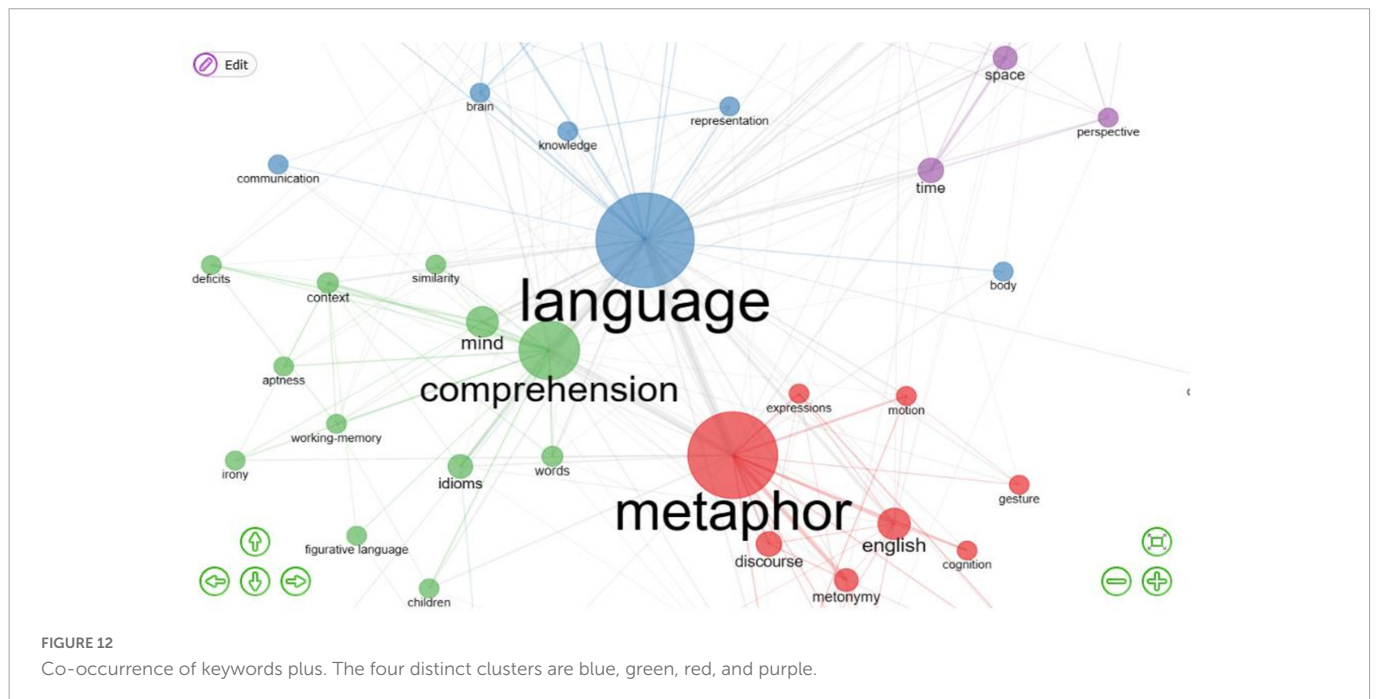 Edit
space
brain
representation
perspective
knowledge
communication
time
deficits
similarity
context
body
language
mind
aptness
comprehension
expressions
motion
working-memory
irony
idioms
words
gesture
metaphor
figurative language
discourse
english
cognition
children
metonymy
FIGURE 12
Co-occurrence of keywords plus. The four distinct clusters are blue, green, red, and purple.